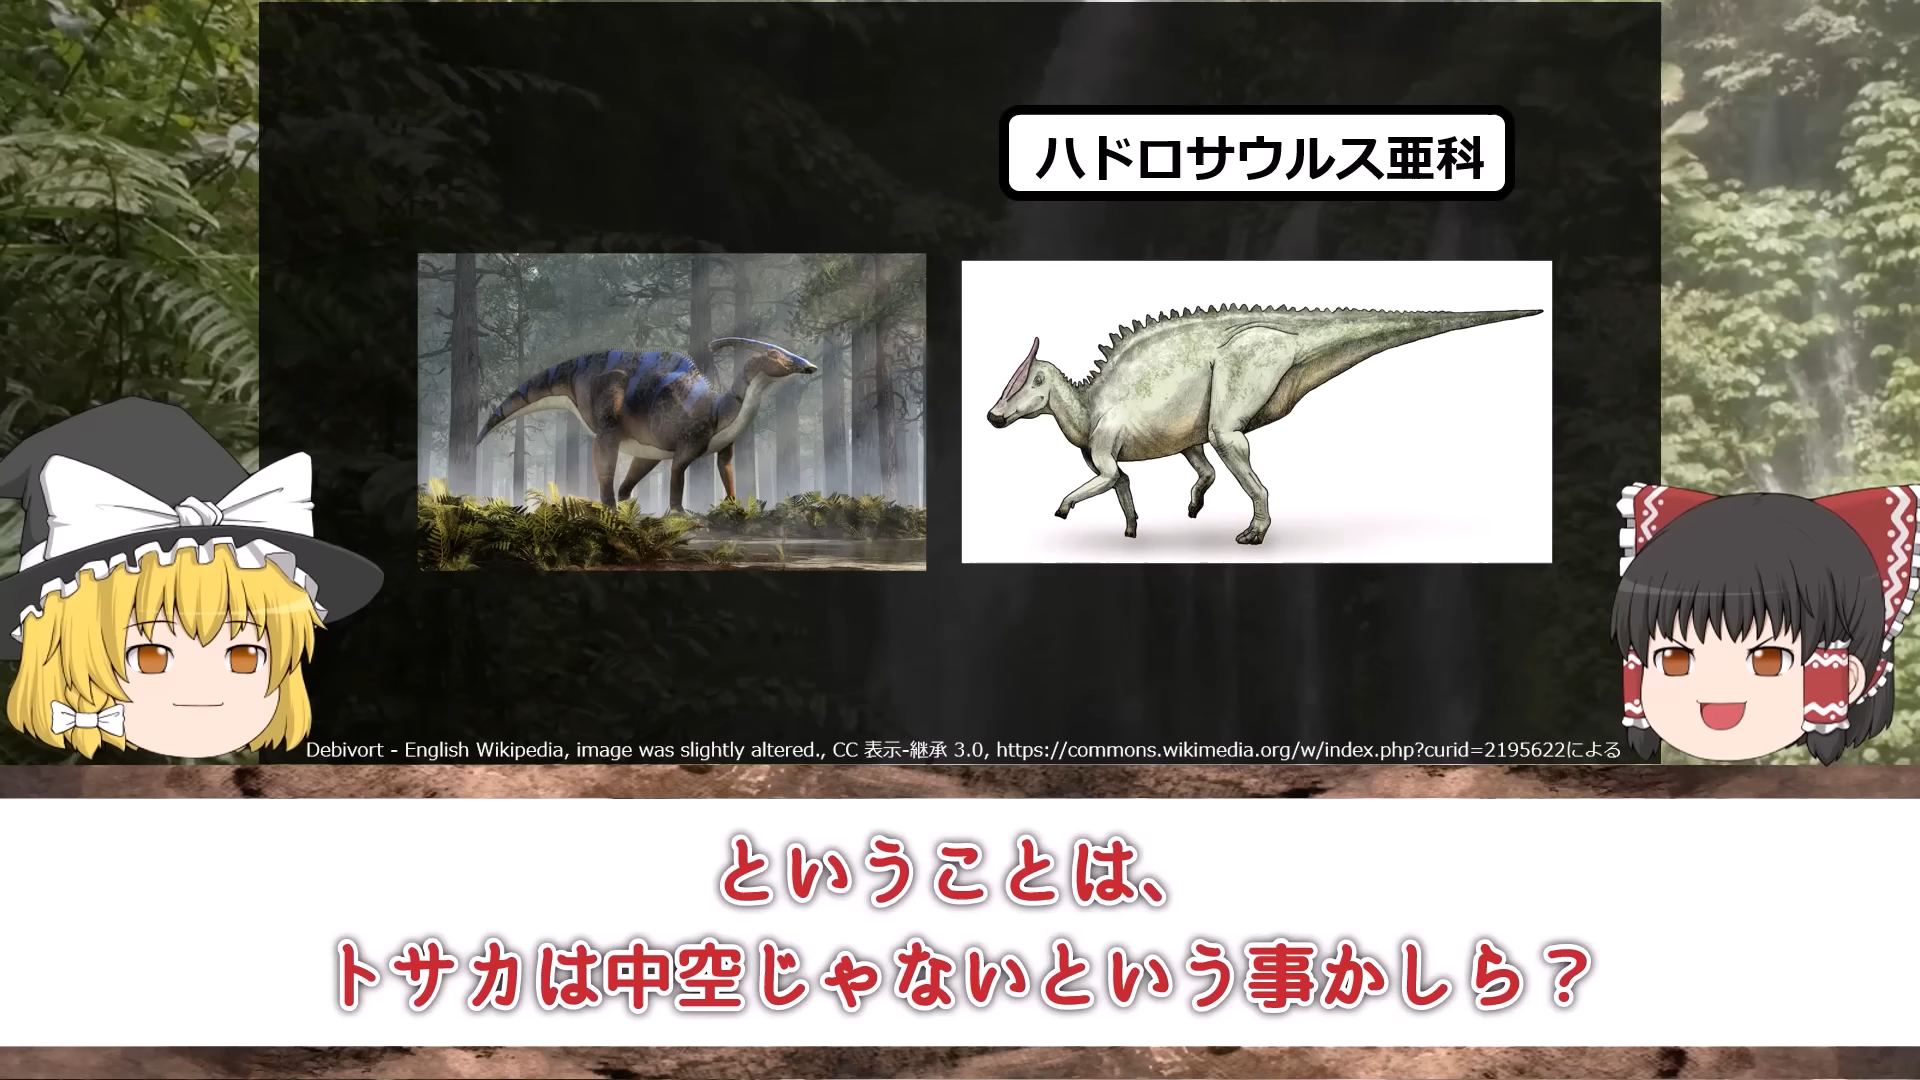 ハドロサウルス亜科
Debivort - English Wikipedia, image was slightly altered., CC 表示-継承 3.0, https://commons.wikimedia.org/w/index.php?curid=2195622による
ということは、
トサカは中空じゃないという事かしら？